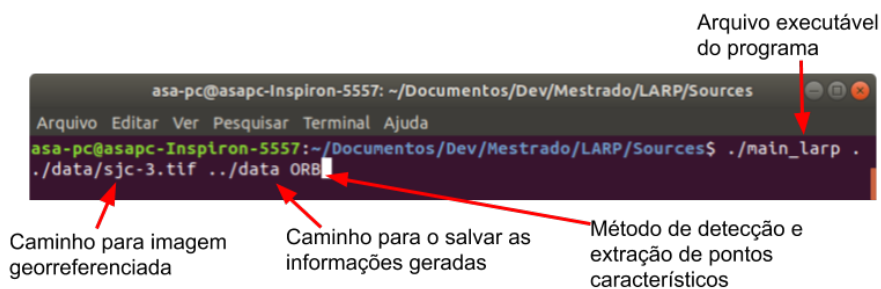 Arquivo executável
do programa
asa-pc@asapc-Inspiron-5557: ~/Documentos/Dev/Mestrado/LARP/Sources
Arquivo Editar Ver Pesquisar Terminal Ajuda
asa-pc@asapc-Inspiron-5557:~/Documentos/Dev/Mestrado/LARP/Sources$ ./main_larp .
./data/sjc-3.tif ../data ORB
Caminho para imagem
georreferenciada
Caminho para o salvar as
informações geradas
Método de detecção e
extração de pontos
característicos